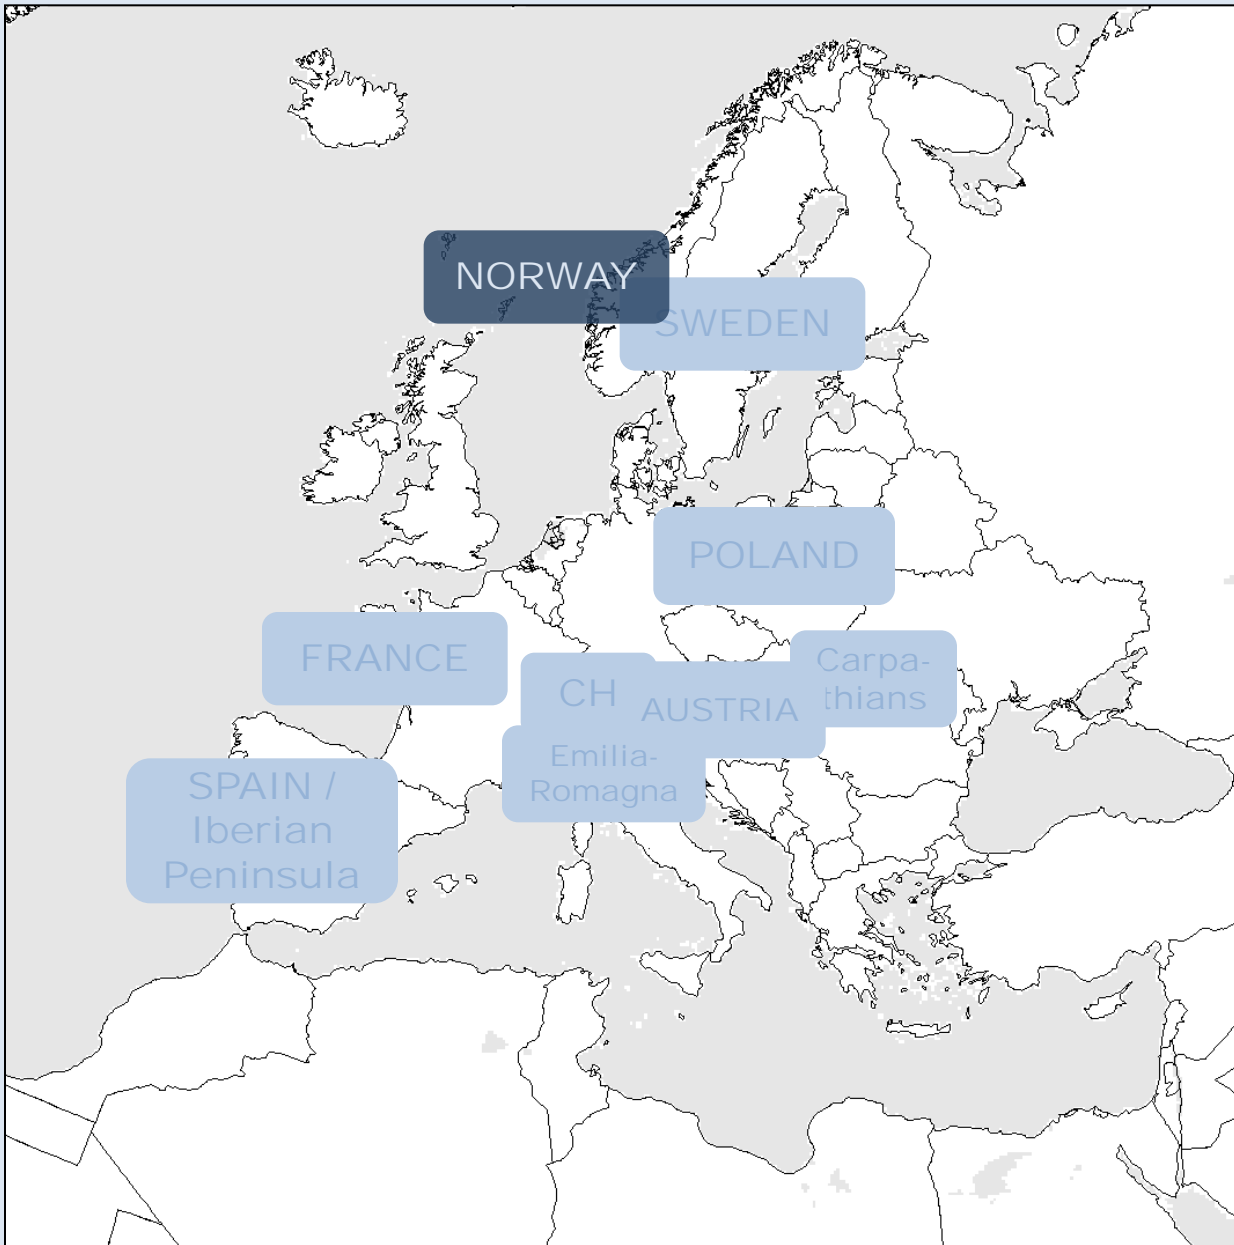 NORWAY
SWEDEN
POLAND
FRANCE
Carpa-
thians
CH
AUSTRIA
Emilia-
Romagna
SPAIN /
Iberian
Peninsula